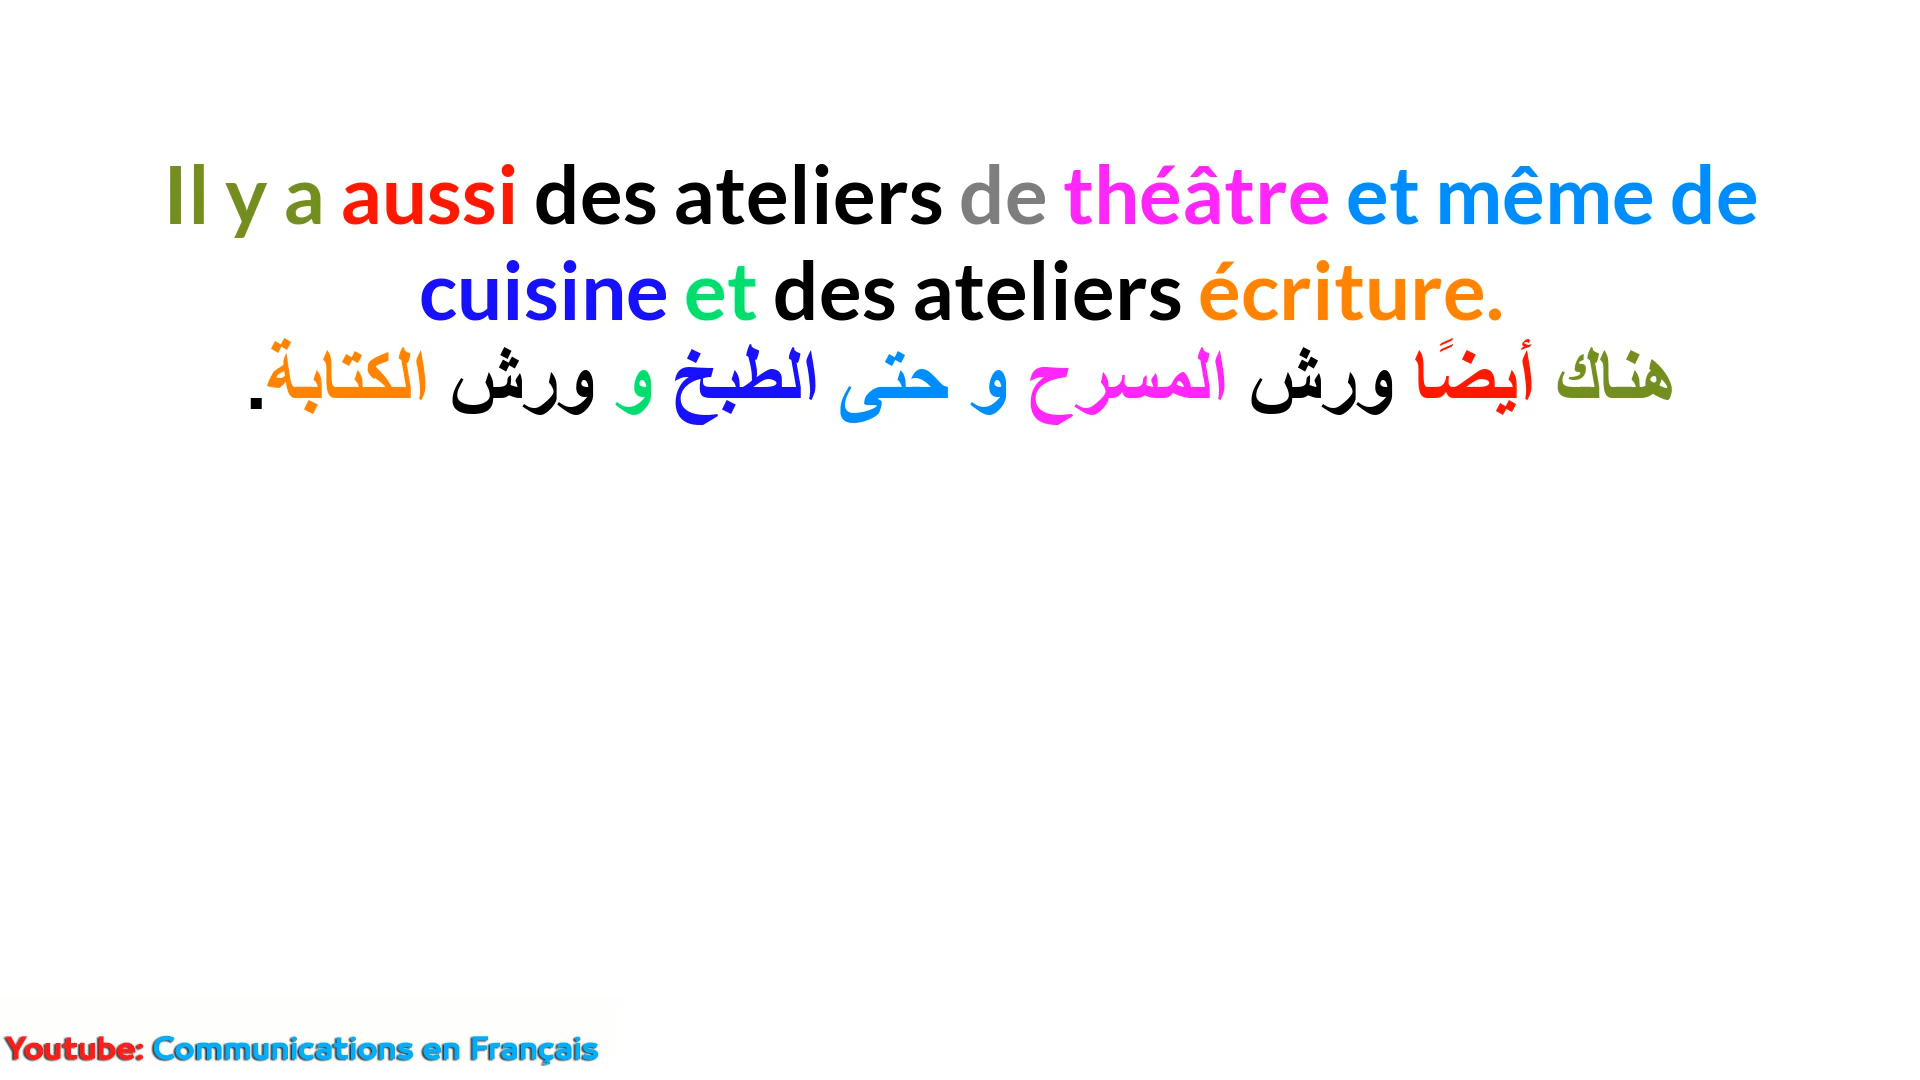 Il y a aussi des ateliers de théâtre et même de
cuisine et des ateliers écriture.
هناك أيضًا ورش المسرح و حتى الطبخ و ورش الكتابة.
Youtube: Communications en Français